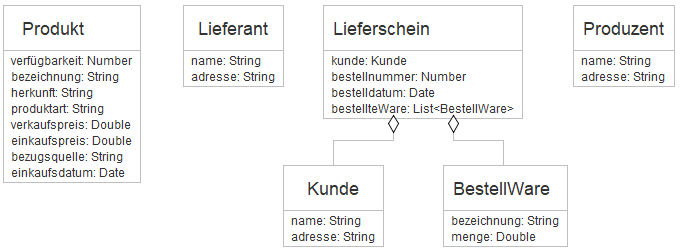 Produkt
verfügbarkeit: Number
bezeichnung: String
herkunft: String
produktart: String
verkaufspreis: Double
einkaufspreis: Double
bezugsquelle: String
einkaufsdatum: Date
Lieferant
name: String
adresse: String
Lieferschein
kunde: Kunde
bestellnummer: Number
bestelldatum: Date
bestellteWare: List<BestellWare>
Produzent
name: String
adresse: String
Kunde
name: String
adresse: String
BestellWare
bezeichnung: String
menge: Double